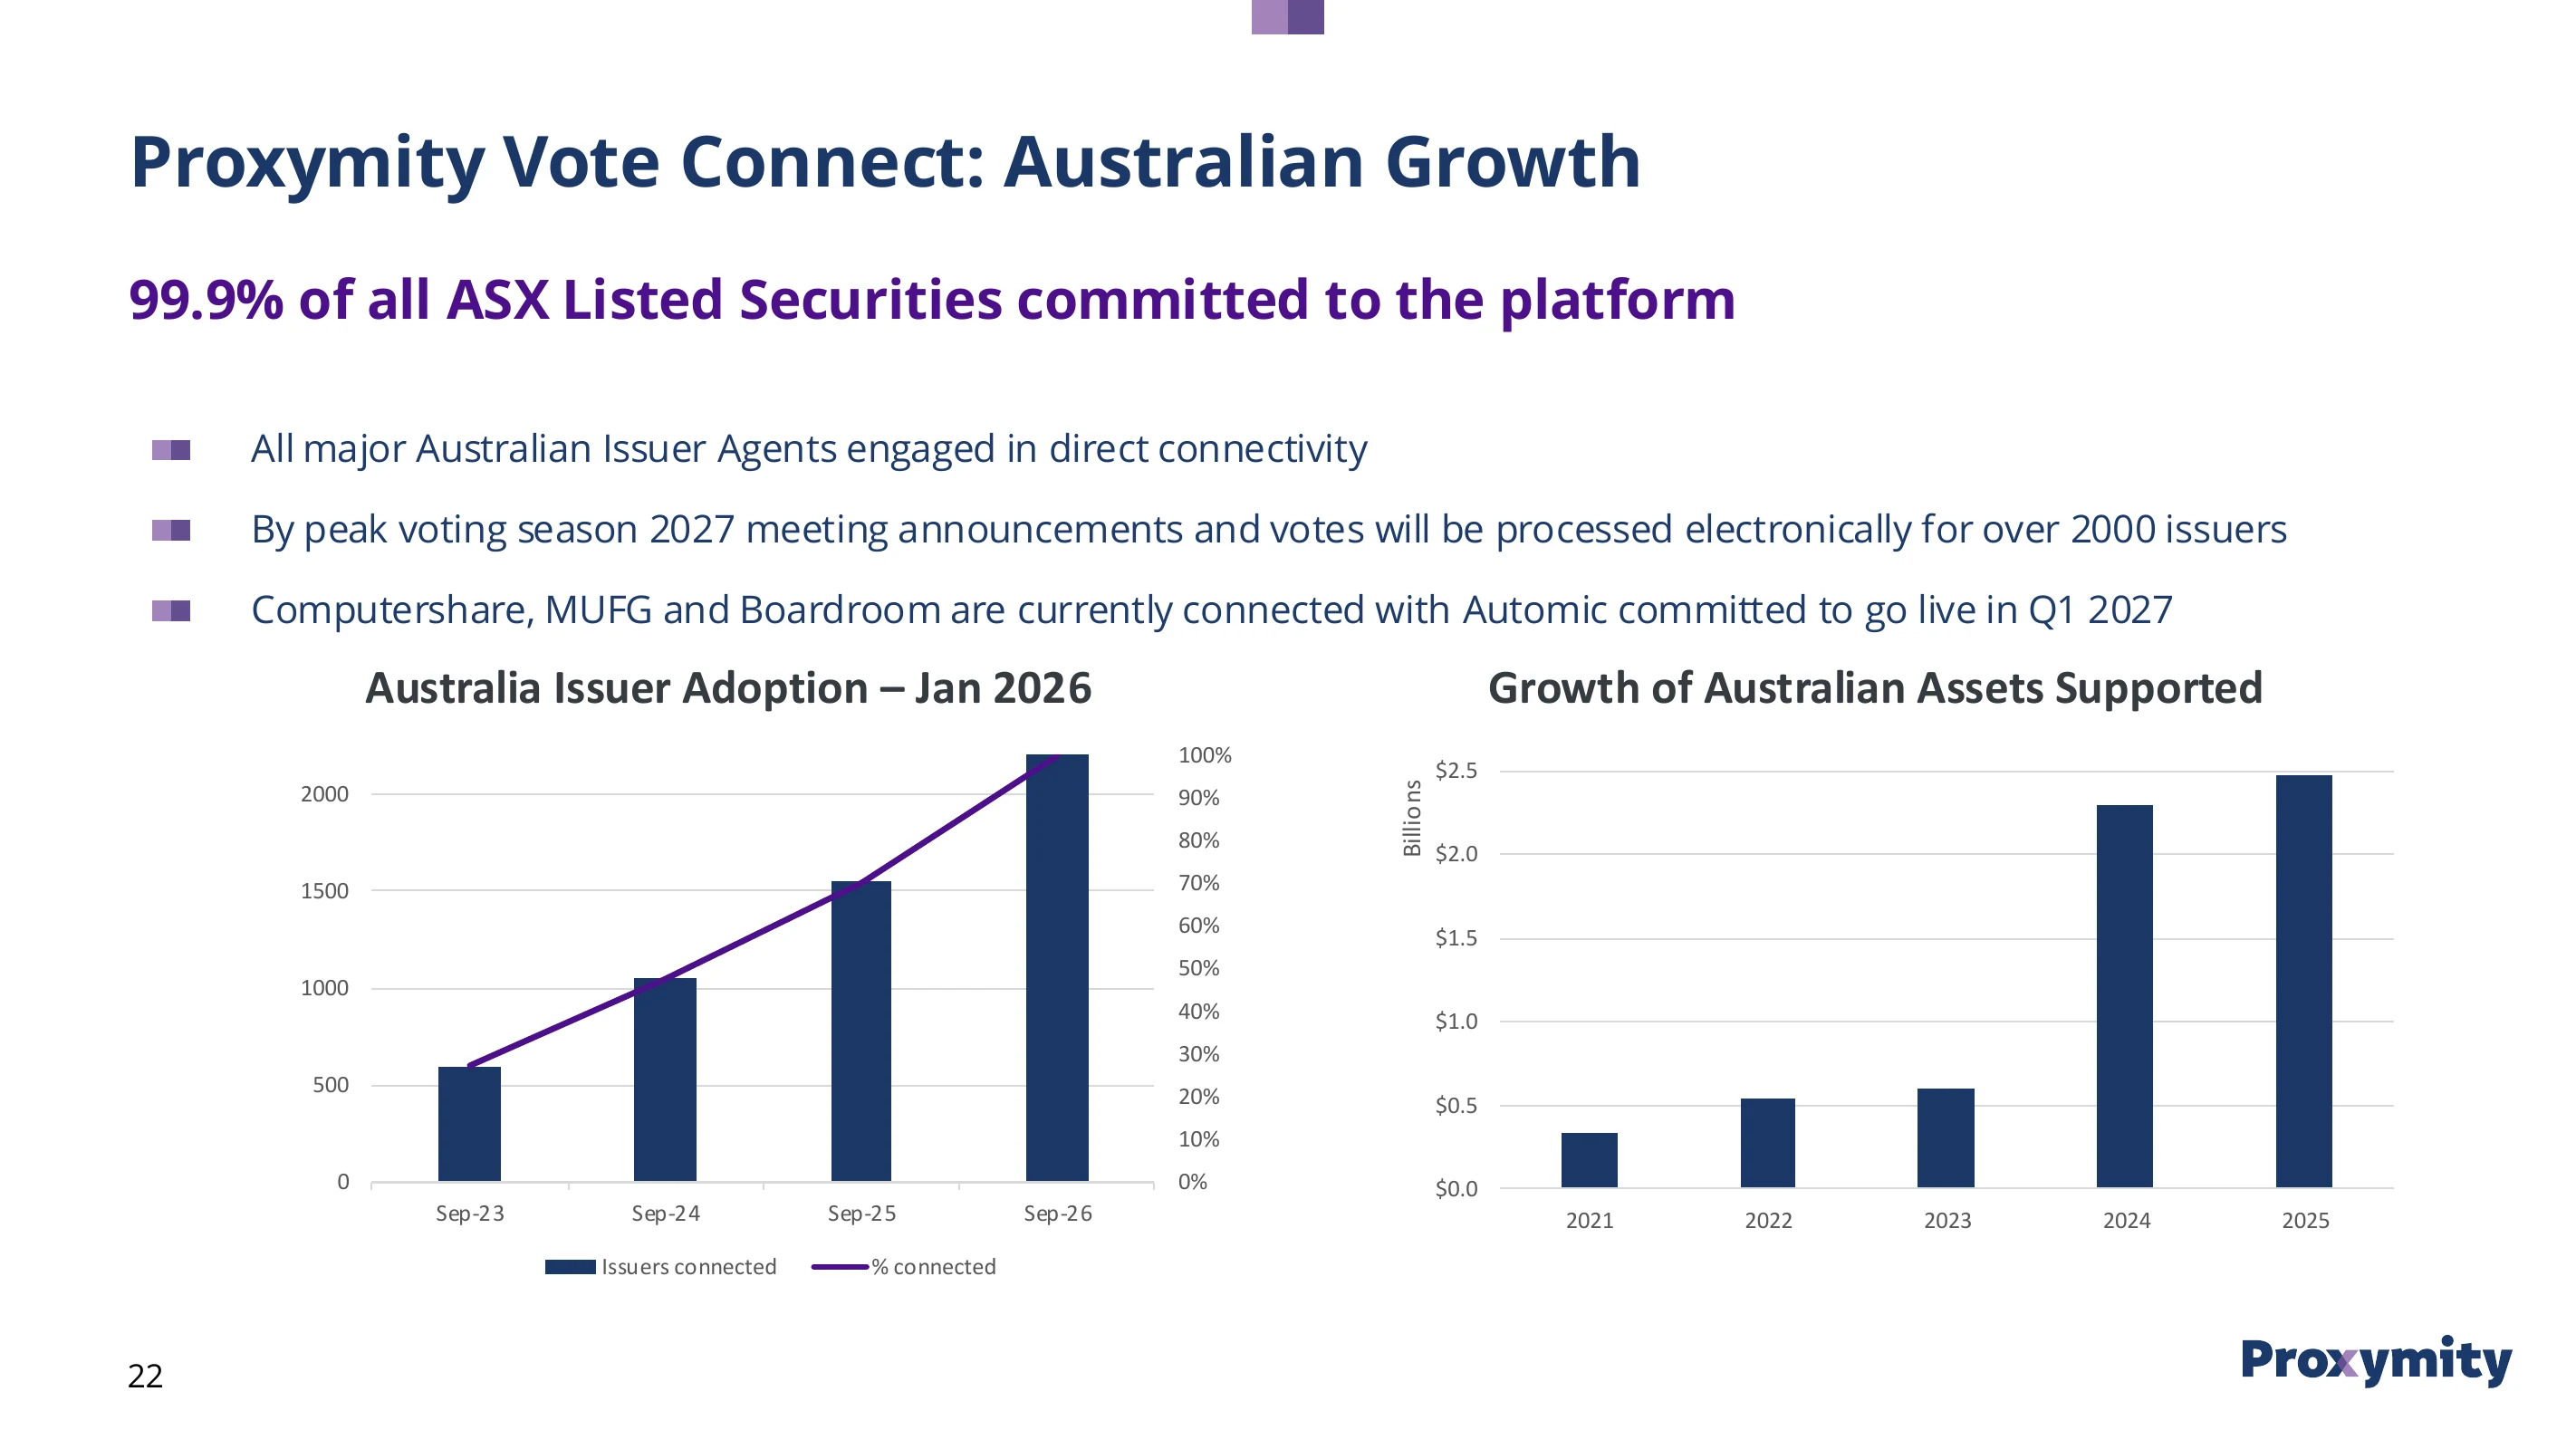 Proxymity Vote Connect: Australian Growth
99.9% of all ASX Listed Securities committed to the platform
All major Australian Issuer Agents engaged in direct connectivity
By peak voting season 2027 meeting announcements and votes will be processed electronically for over 2000 issuers
Computershare, MUFG and Boardroom are currently connected with Automic committed to go live in Q1 2027
Australia Issuer Adoption – Jan 2026
2000
1500
1000
500
0
100%
90%
80%
70%
60%
50%
40%
30%
20%
10%
0%
Sep-23
Sep-24
Sep-25
Sep-26
Issuers connected
% connected
Growth of Australian Assets Supported
Billions
$2.5
$2.0
$1.5
$1.0
$0.5
$0.0
2021
2022
2023
2024
2025
22
Proxymity